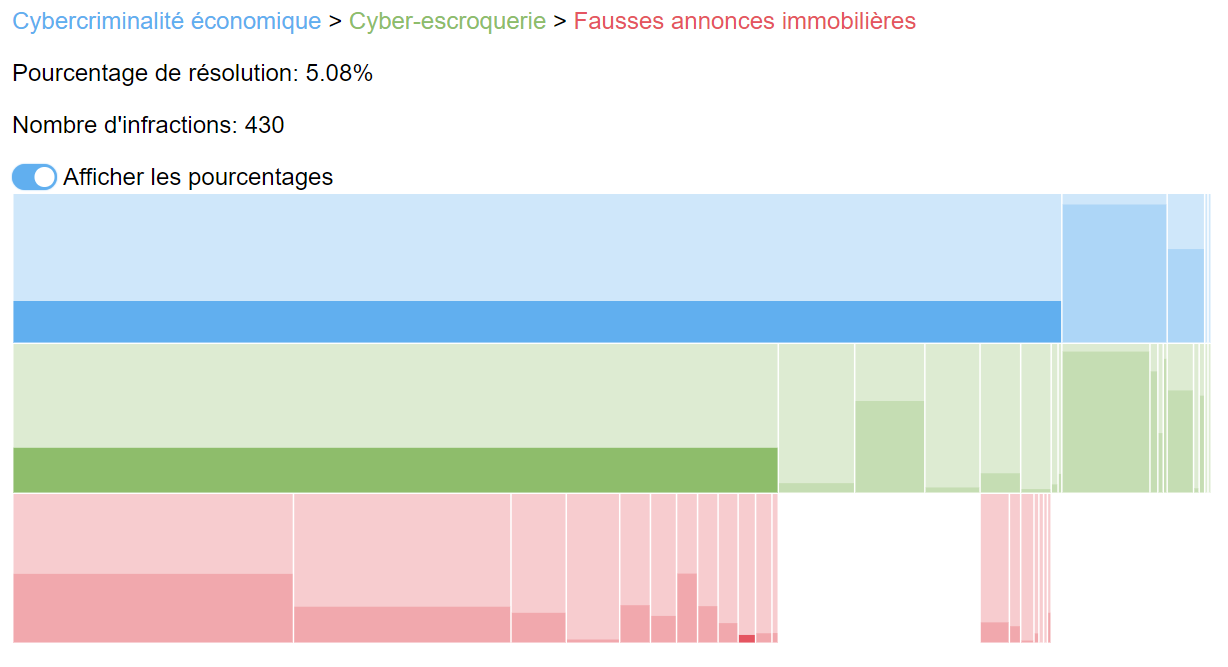 Cybercriminalité économique > Cyber-escroquerie > Fausses annonces immobilières
Pourcentage de résolution: 5.08%
Nombre d'infractions: 430
Afficher les pourcentages